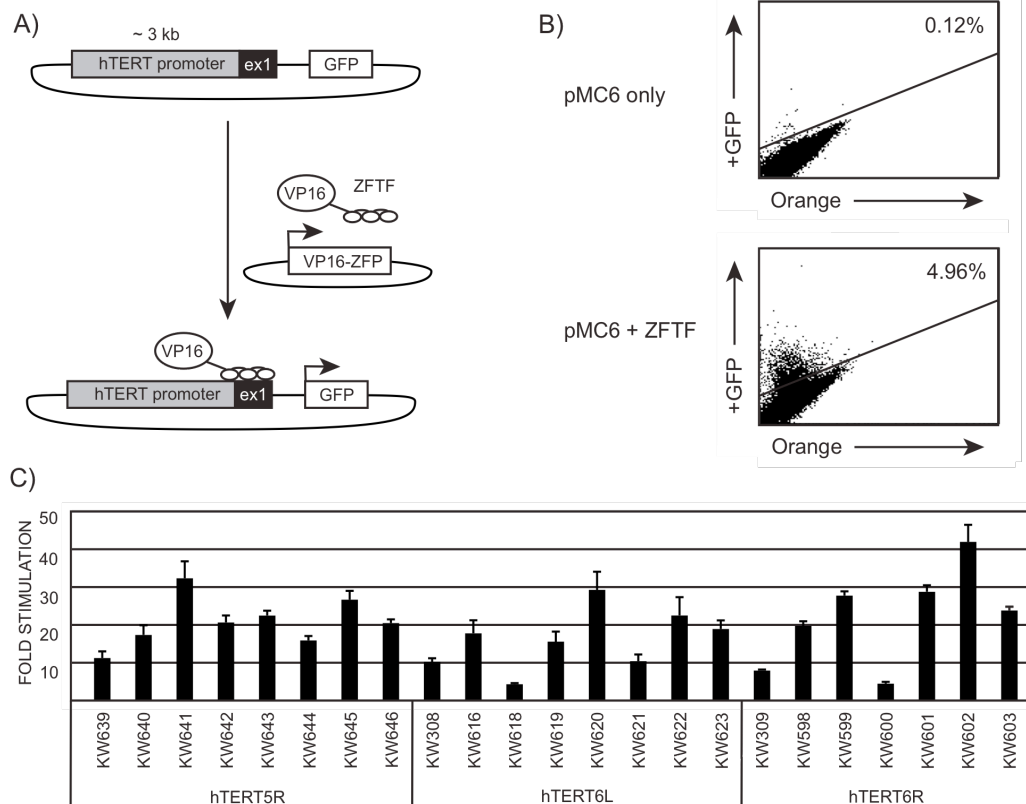 A)
~ 3 kb
hTERT promoter ex1 GFP
VP16 ZFTF
VP16-ZFP
VP16
hTERT promoter ex1 GFP
B)
pMC6 only
0.12%
+GFP
Orange
pMC6 + ZFTF
4.96%
+GFP
Orange
C)
FOLD STIMULATION
50
40
30
20
10
KW639
KW640
KW641
KW642
KW643
KW644
KW645
KW646
KW308
KW616
KW618
KW619
KW620
KW621
KW622
KW623
KW309
KW598
KW599
KW600
KW601
KW602
KW603
hTERT5R hTERT6L hTERT6R